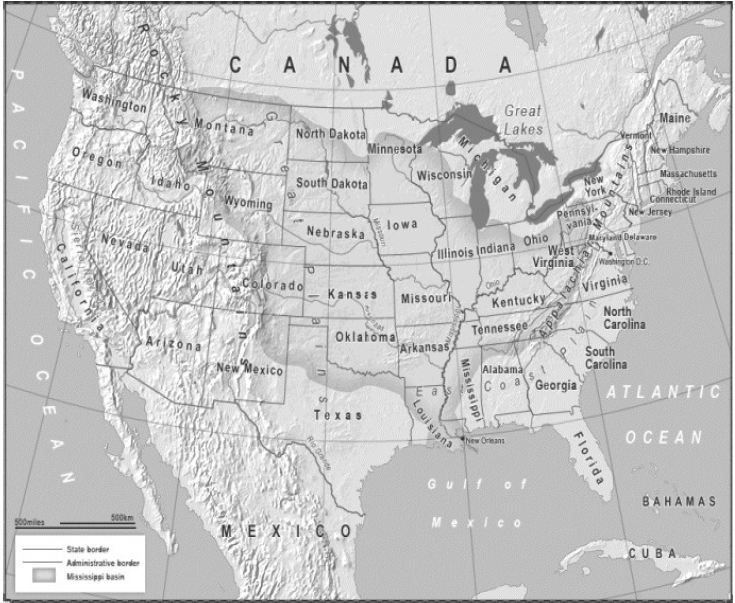 CANADA
PACIFIC OCEAN
Rocky Mountains
Great Plains
Great
Lakes
Washington
Montana
North Dakota
Minnesota
Michigan
Maine
Vermont
New Hampshire
Oregon
Idaho
Wyoming
South Dakota
Wisconsin
New
York
Massachusetts
Rhode Island
Connecticut
Pennsyl-
vania
New Jersey
Nevada
Utah
Colorado
Nebraska
Iowa
Missouri
Illinois
Indiana
Ohio
West
Virginia
Maryland
Delaware
Washington D.C.
Appalachian Mountains
California
Sierra
Kansas
Missouri
Ohio
Kentucky
Virginia
Arizona
New Mexico
Oklahoma
Arkansas
Tennessee
North
Carolina
South
Carolina
Mississippi
Alabama
Georgia
East Coast Plain
Texas
Louisiana
New Orleans
Florida
Rio Grande
ATLANTIC
OCEAN
Gulf of
Mexico
MEXICO
BAHAMAS
CUBA
500miles
500km
State border
Administrative border
Mississippi basin